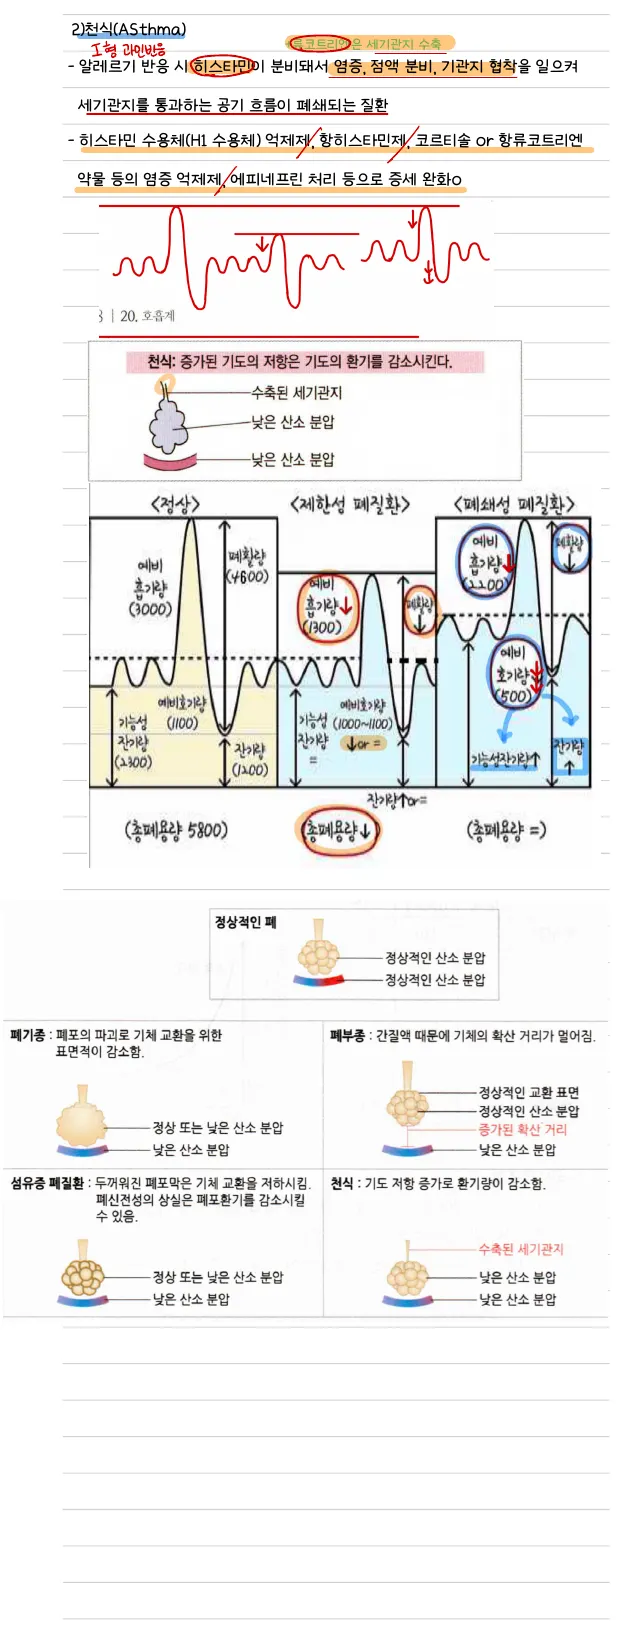 2)천식(ASthma)
류코트리엔은 세기관지 수축
I형 과민반응
- 알레르기 반응 시 히스타민이 분비돼서 염증, 점액 분비, 기관지 협착을 일으켜
세기관지를 통과하는 공기 흐름이 폐쇄되는 질환
- 히스타민 수용체(H1 수용체) 억제제, 항히스타민제, 코르티솔 or 항류코트리엔
약물 등의 염증 억제제, 에피네프린 처리 등으로 증세 완화o
8 | 20. 호흡계
천식: 증가된 기도의 저항은 기도의 환기를 감소시킨다.
수축된 세기관지
낮은 산소 분압
낮은 산소 분압
<정상>
<제한성 폐질환>
<폐쇄성 폐질환>
예비
흡기량
(3000)
폐활량
(4600)
예비호기량
(1100)
기능성
잔기량
(2300)
잔기량
(1200)
(총폐용량 5800)
예비
흡기량↓
(1300)
폐활량
↓
예비호기량
(1000~1100)
↓or =
기능성
잔기량
=
잔기량↑or=
(총폐용량↓)
예비
흡기량↓
(2200)
폐활량
↓
예비
호기량
(500)
기능성잔기량↑
잔기량
↑
(총폐용량 =)
정상적인 폐
정상적인 산소 분압
정상적인 산소 분압
폐기종 : 폐포의 파괴로 기체 교환을 위한
표면적이 감소함.
정상 또는 낮은 산소 분압
낮은 산소 분압
폐부종 : 간질액 때문에 기체의 확산 거리가 멀어짐.
정상적인 교환 표면
정상적인 산소 분압
증가된 확산 거리
낮은 산소 분압
섬유증 폐질환 : 두꺼워진 폐포막은 기체 교환을 저하시킴.
폐신전성의 상실은 폐포환기를 감소시킬
수 있음.
정상 또는 낮은 산소 분압
낮은 산소 분압
천식 : 기도 저항 증가로 환기량이 감소함.
수축된 세기관지
낮은 산소 분압
낮은 산소 분압